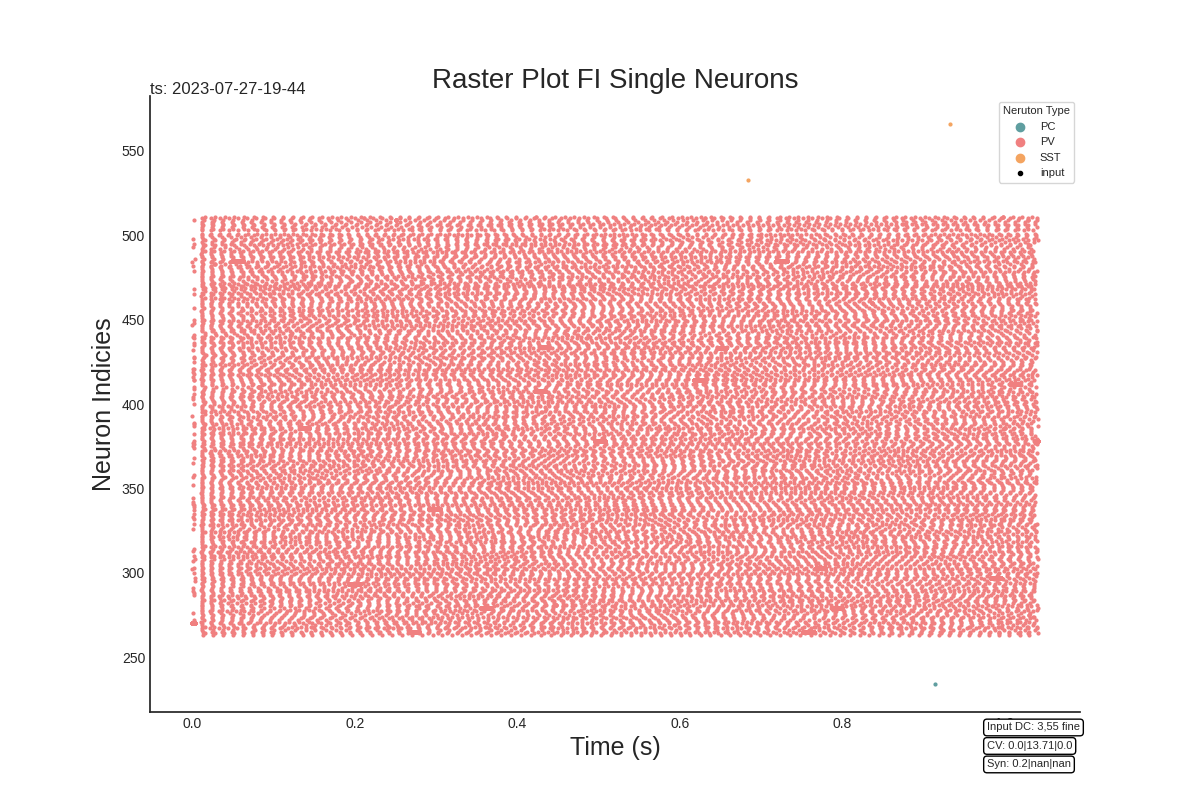 Raster Plot FI Single Neurons
ts: 2023-07-27-19-44
Neruton Type
PC
PV
SST
input
550
500
450
400
350
300
250
Neuron Indicies
0.0
0.2
0.4
0.6
0.8
Time (s)
Input DC: 3,55 fine
CV: 0.0|13.71|0.0
Syn: 0.2|nan|nan